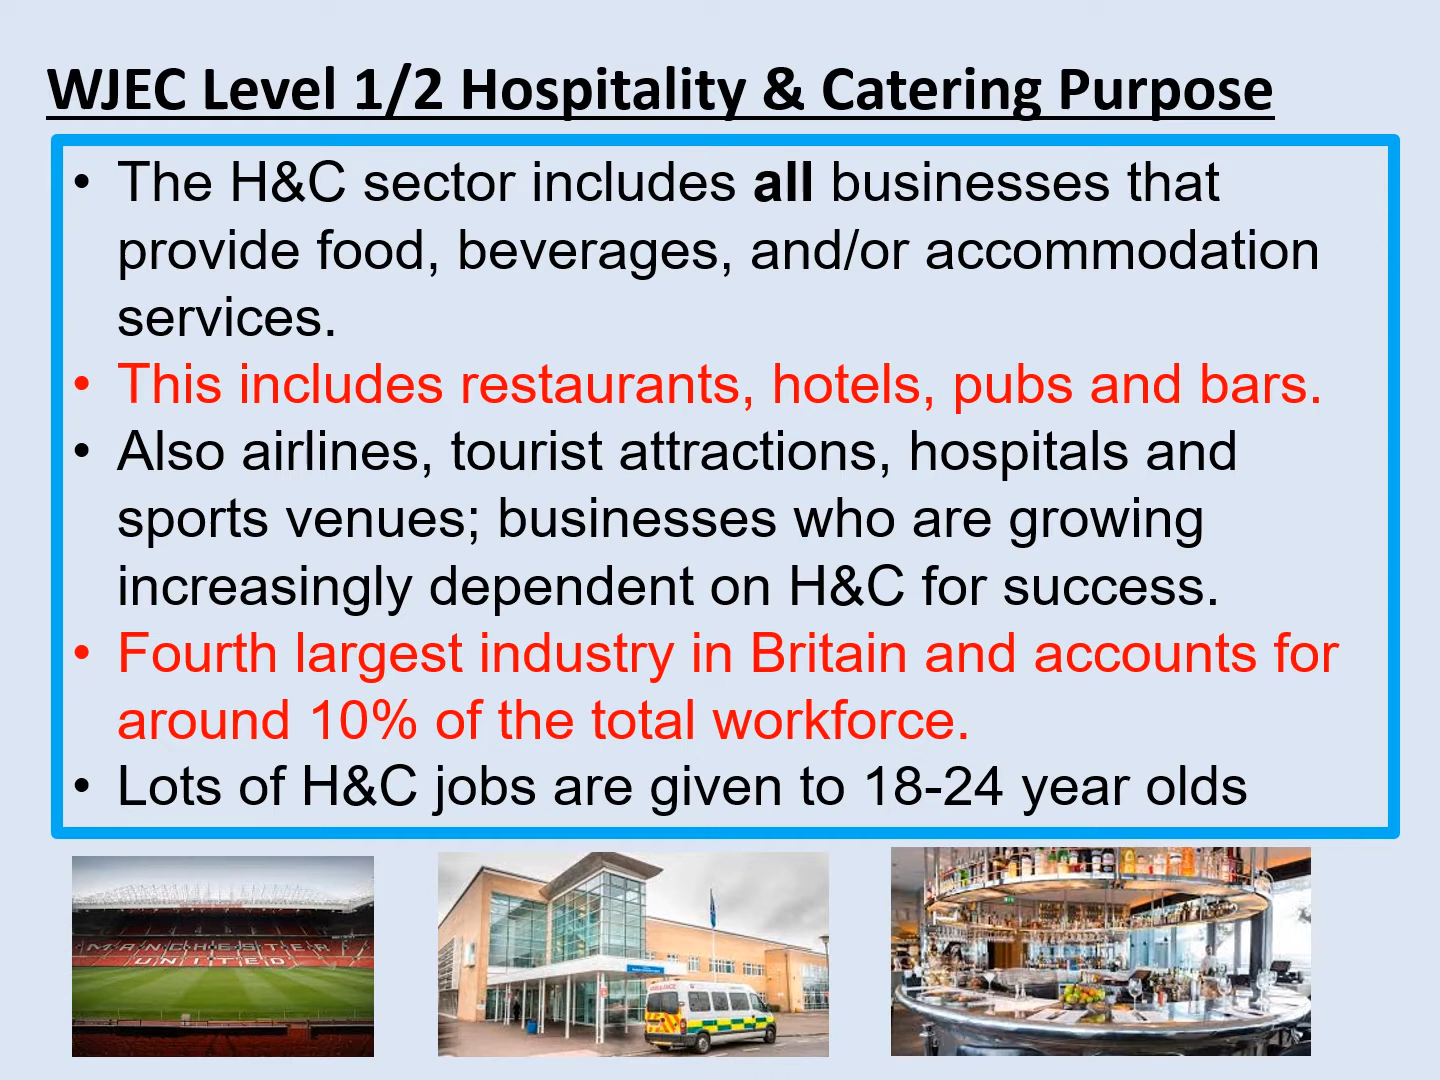 WJEC Level 1/2 Hospitality & Catering Purpose
• The H&C sector includes all businesses that
provide food, beverages, and/or accommodation
services.
• This includes restaurants, hotels, pubs and bars.
• Also airlines, tourist attractions, hospitals and
sports venues; businesses who are growing
increasingly dependent on H&C for success.
• Fourth largest industry in Britain and accounts for
around 10% of the total workforce.
• Lots of H&C jobs are given to 18-24 year olds
MANCHESTER
UNITED
AMBULANCE